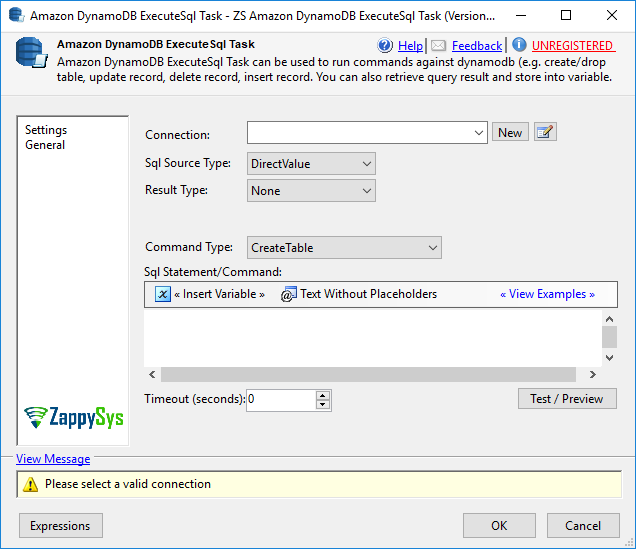 Amazon DynamoDB ExecuteSql Task - ZS Amazon DynamoDB ExecuteSql Task (Version...
Amazon DynamoDB ExecuteSql Task
Help
Feedback
UNREGISTERED
Amazon DynamoDB ExecuteSql Task can be used to run commands against dynamodb (e.g. create/drop
table, update record, delete record, insert record. You can also retrieve query result and store into variable.
Settings
General
Connection:
New
Sql Source Type:
DirectValue
Result Type:
None
Command Type:
CreateTable
Sql Statement/Command:
« Insert Variable »
Text Without Placeholders
« View Examples »
Timeout (seconds):
0
Test / Preview
ZappySys
View Message
Please select a valid connection
Expressions
OK
Cancel